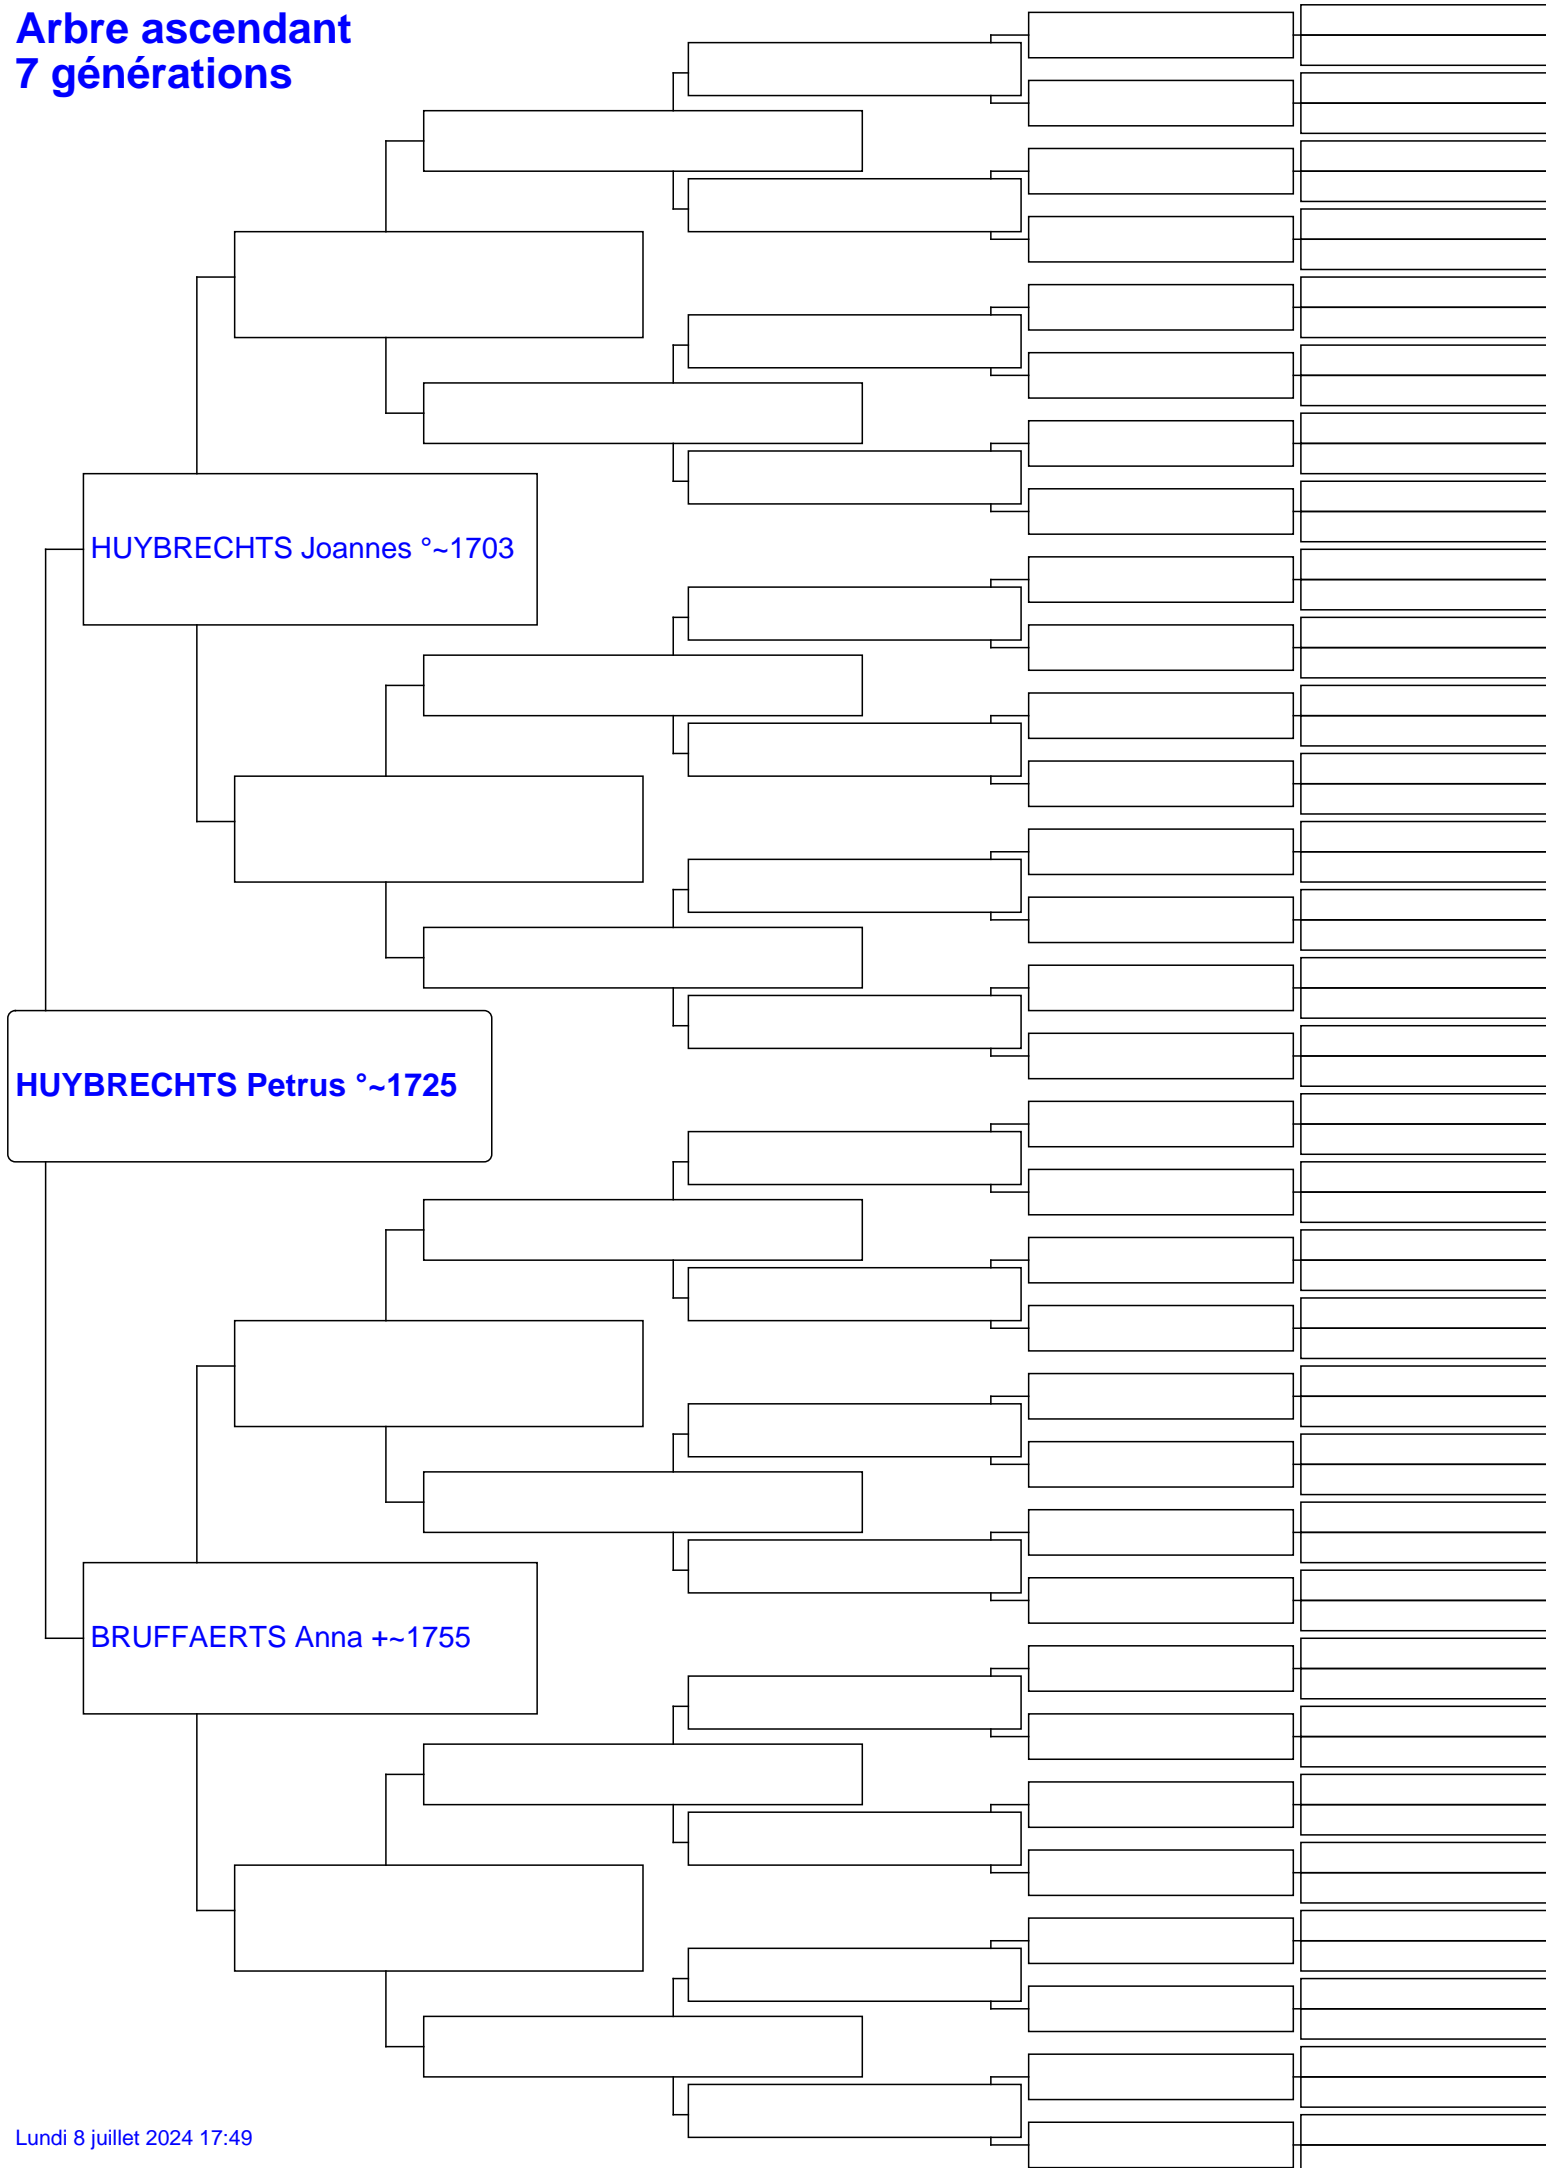 Arbre ascendant
7 générations
HUYBRECHTS Joannes °~1703
HUYBRECHTS Petrus °~1725
BRUFFAERTS Anna +~1755
Lundi 8 juillet 2024 17:49